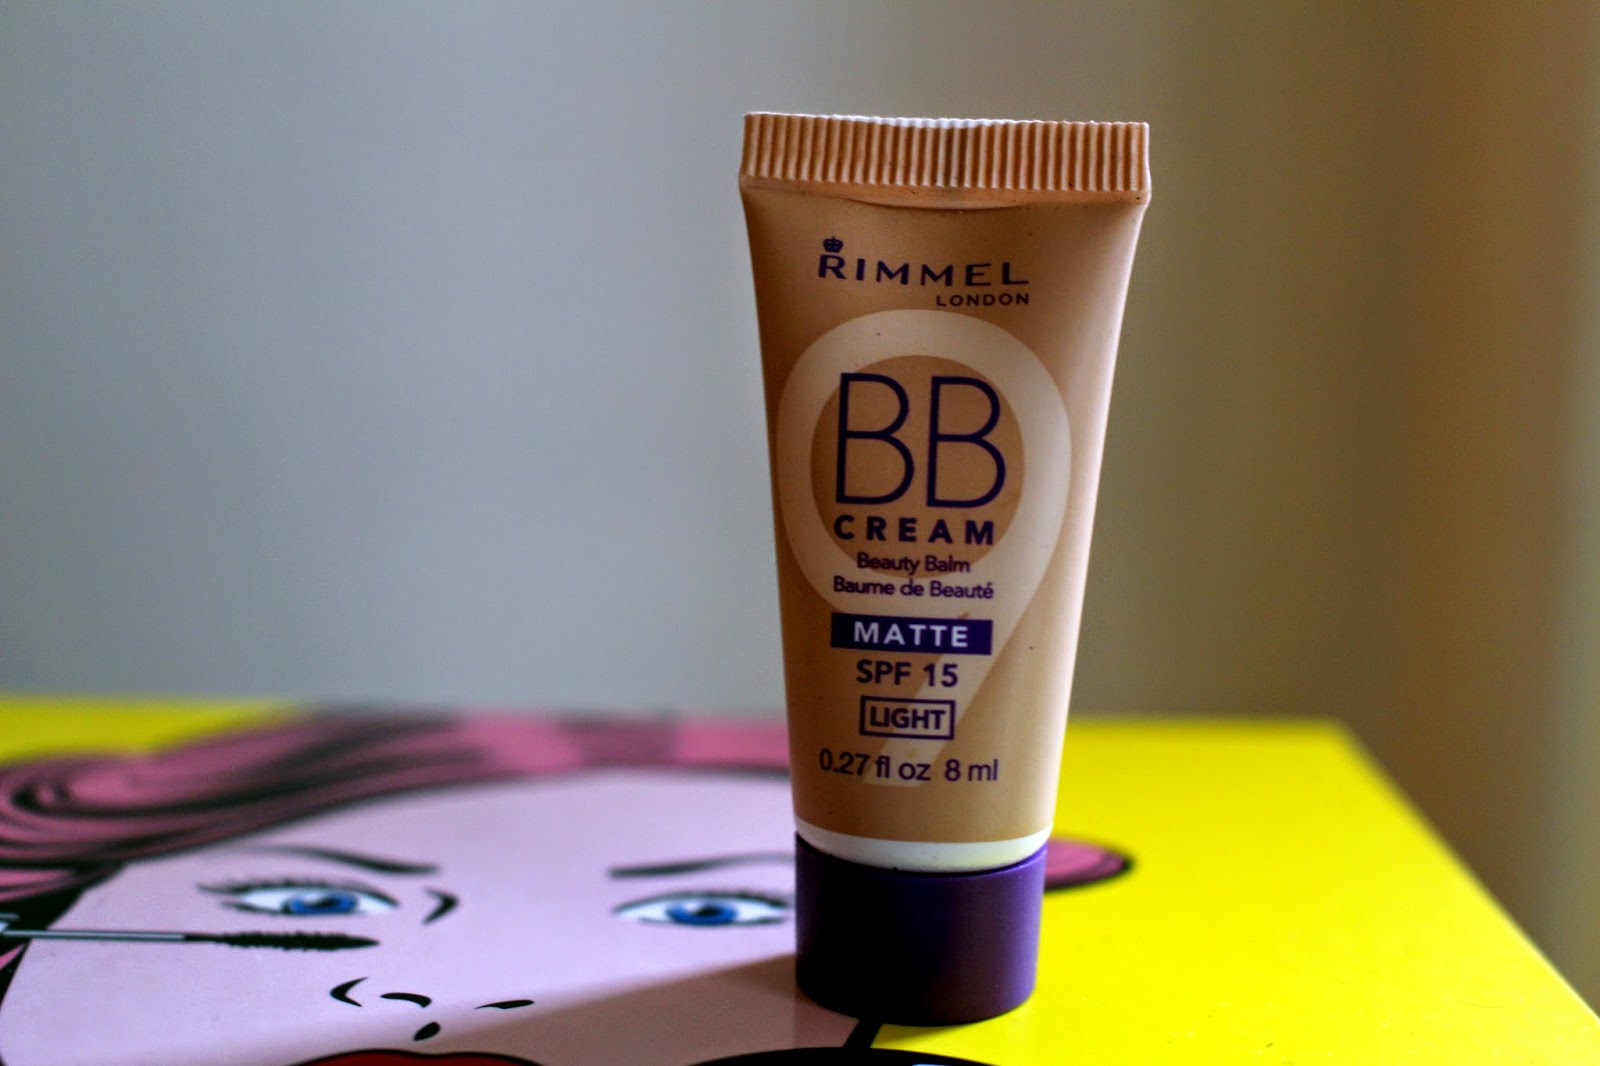 RIMMEL
LONDON
9
BB
CREAM
Beauty Balm
Baume de Beauté
MATTE
SPF 15
LIGHT
0.27 fl oz 8 ml